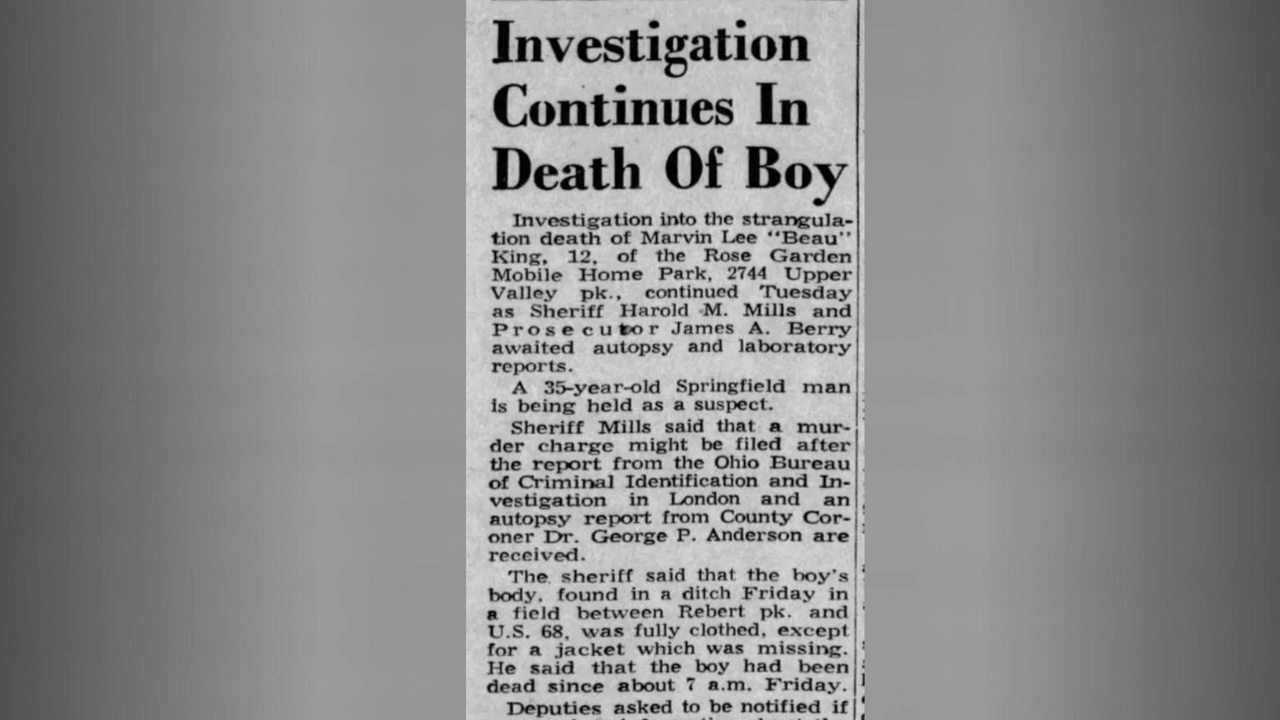 Investigation
Continues In
Death Of Boy
Investigation into the strangula-
tion death of Marvin Lee "Beau"
King, 12, of the Rose Garden
Mobile Home Park, 2744 Upper
Valley pk., continued Tuesday
as Sheriff Harold M. Mills and
Prosecutor James A. Berry
awaited autopsy and laboratory
reports.
A 35-year-old Springfield man
is being held as a suspect.
Sheriff Mills said that a mur-
der charge might be filed after
the report from the Ohio Bureau
of Criminal Identification and In-
vestigation in London and an
autopsy report from County Cor-
oner Dr. George P. Anderson are
received.
The sheriff said that the boy's
body, found in a ditch Friday in
a field between Rebert pk. and
U.S. 68, was fully clothed, except
for a jacket which was missing.
He said that the boy had been
dead since about 7 a.m. Friday.
Deputies asked to be notified if